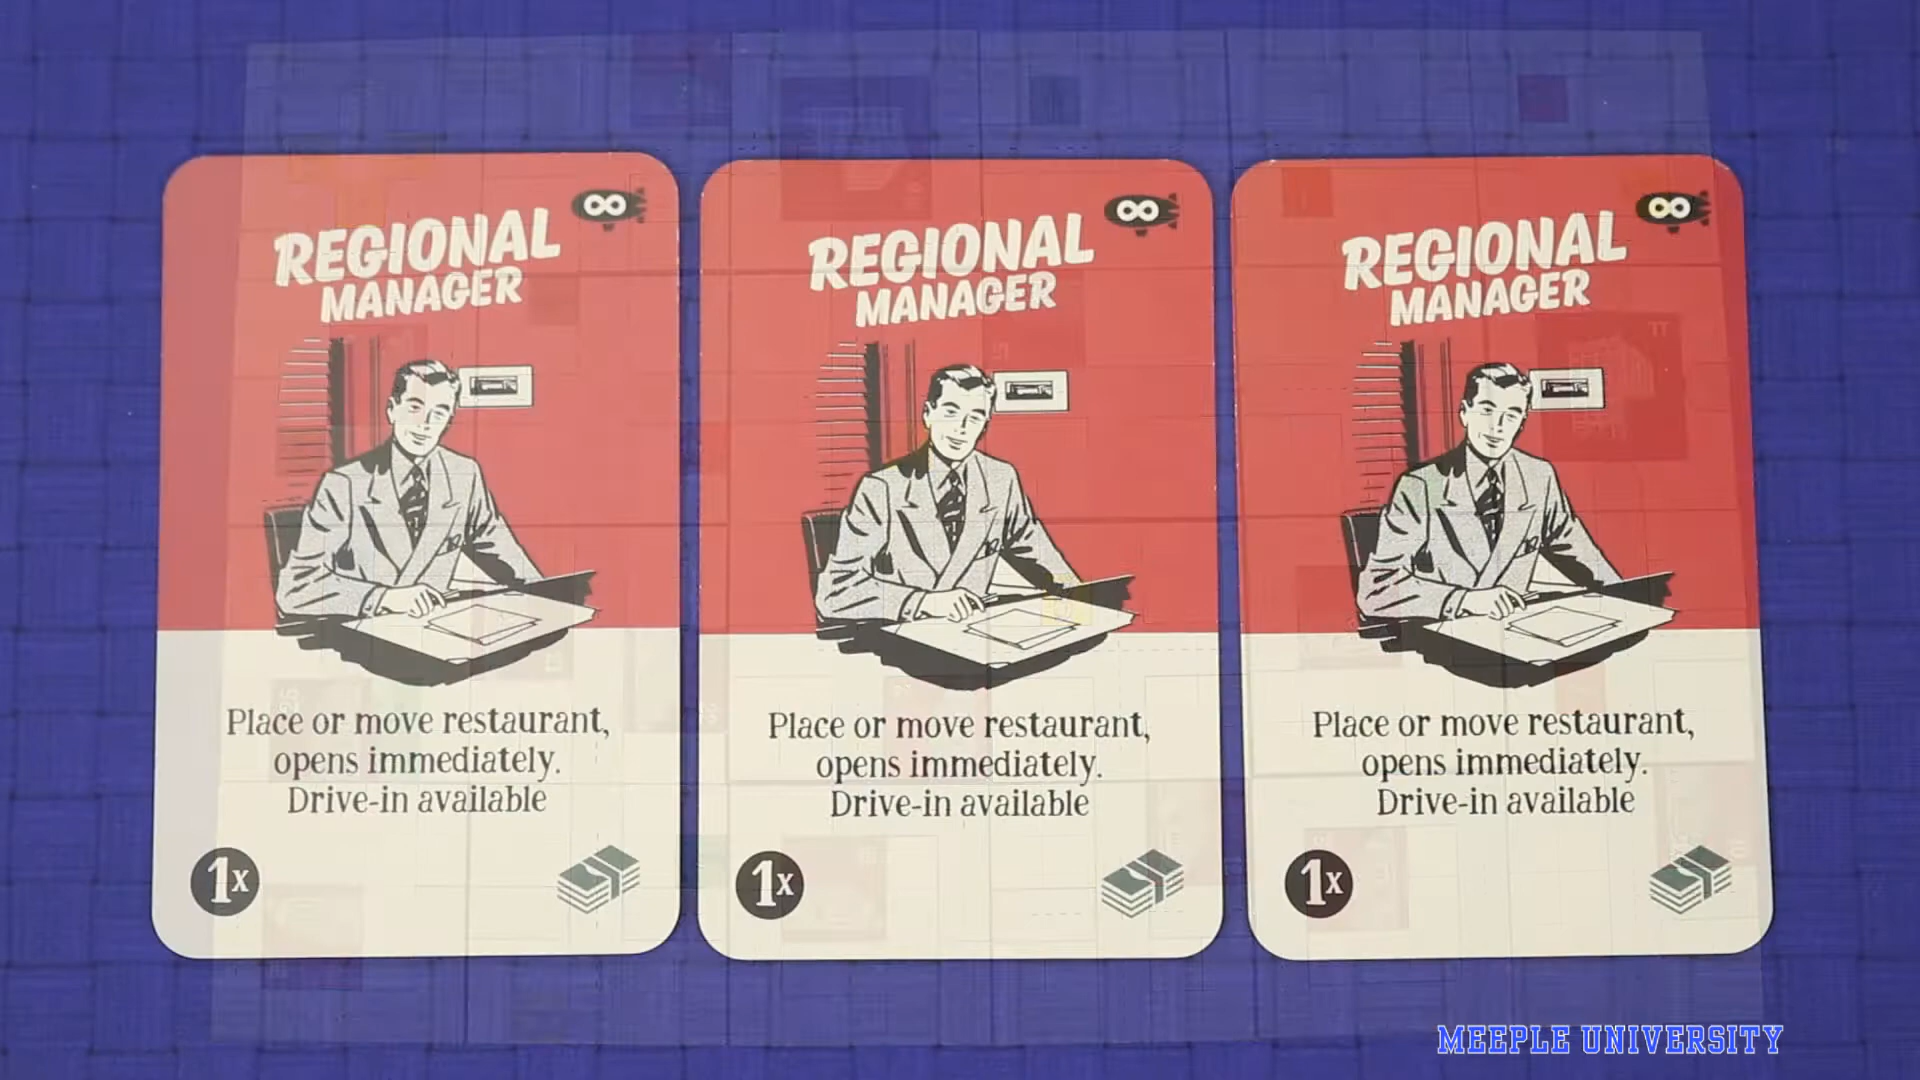 REGIONAL
MANAGER
Place or move restaurant,
opens immediately.
Drive-in available
1x
REGIONAL
MANAGER
Place or move restaurant,
opens immediately.
Drive-in available
1x
REGIONAL
MANAGER
Place or move restaurant,
opens immediately.
Drive-in available
1x
MEEPLE UNIVERSITY